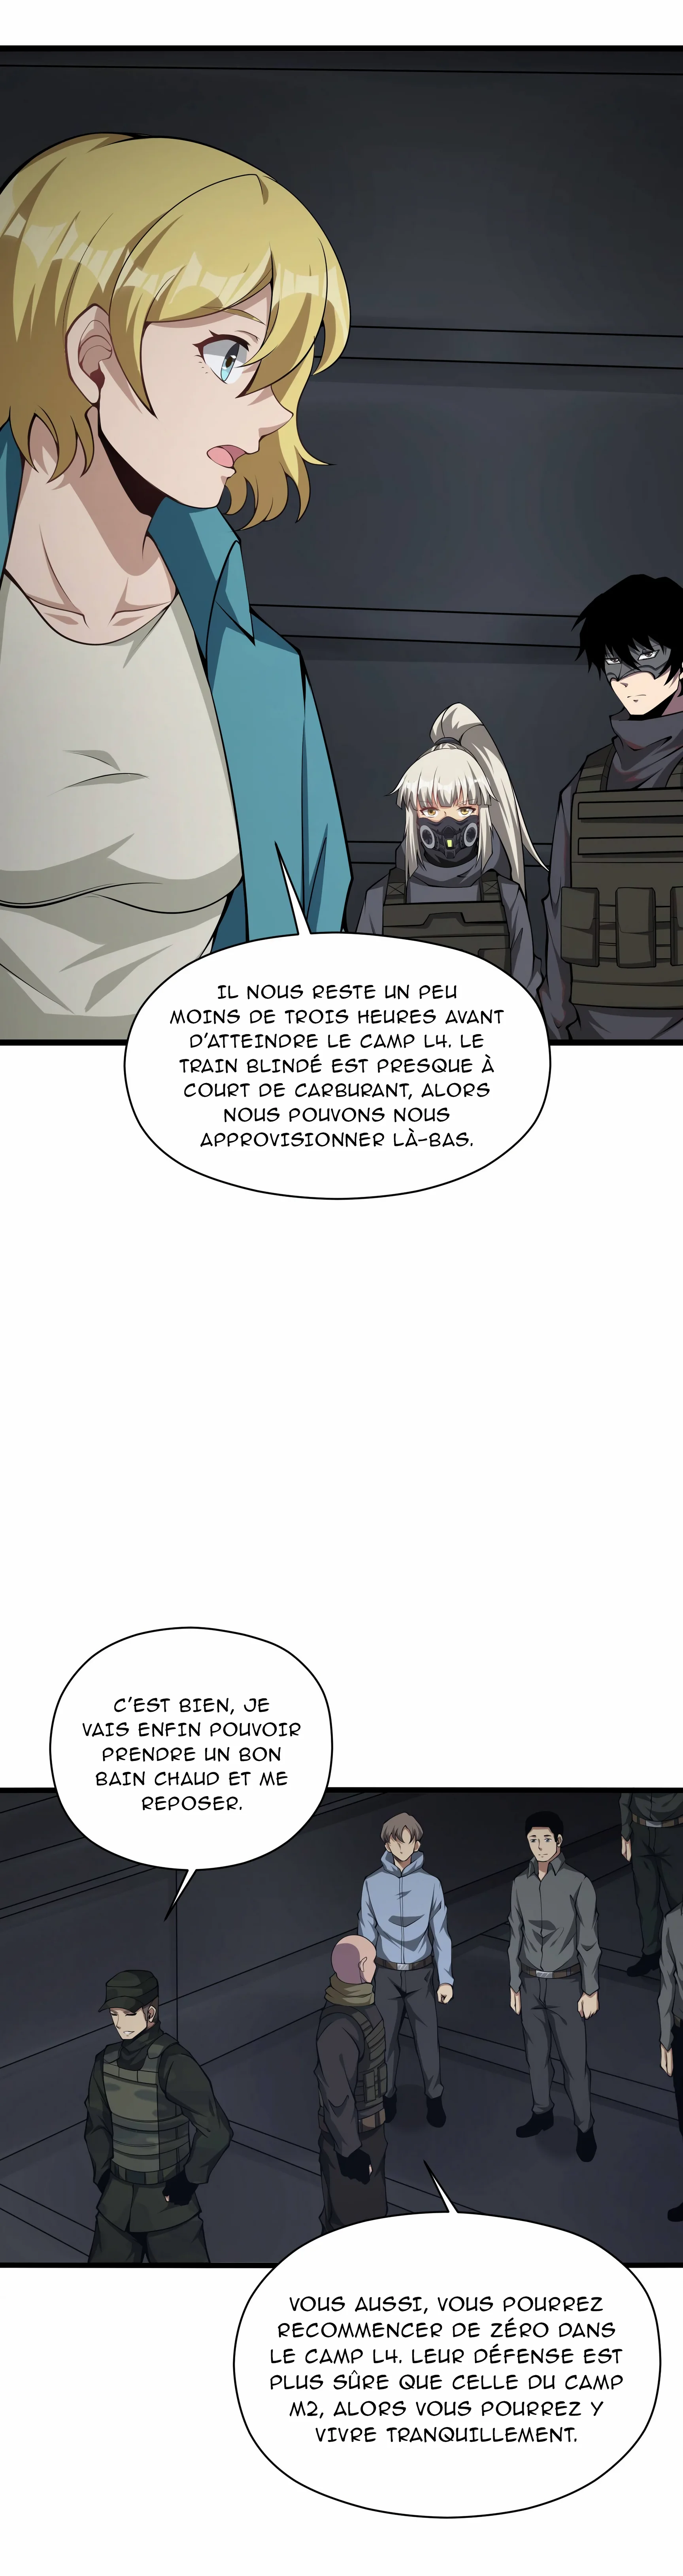 IL NOUS RESTE UN PEU
MOINS DE TROIS HEURES AVANT
D'ATTEINDRE LE CAMP L4. LE
TRAIN BLINDÉ EST PRESQUE À
COURT DE CARBURANT, ALORS
NOUS POUVONS NOUS
APPROVISIONNER LÀ-BAS.
C'EST BIEN, JE
VAIS ENFIN POUVOIR
PRENDRE UN BON
BAIN CHAUD ET ME
REPOSER.
VOUS AUSSI, VOUS POURREZ
RECOMMENCER DE ZÉRO DANS
LE CAMP L4. LEUR DÉFENSE EST
PLUS SÛRE QUE CELLE DU CAMP
M2, ALORS VOUS POURREZ Y
VIVRE TRANQUILLEMENT.